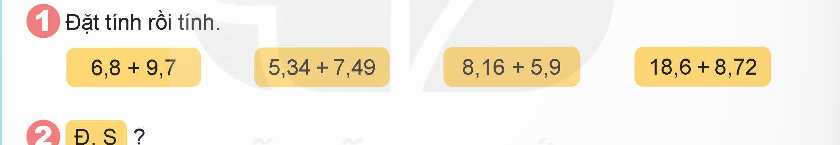 1 Đặt tính rồi tính.
6,8 + 9,7 5,34 + 7,49 8,16 + 5,9 18,6 + 8,72
2 Đ, S ?